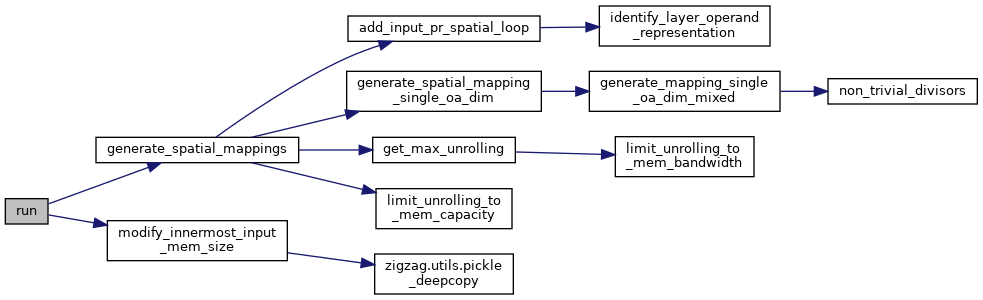 run
generate_spatial_mappings
modify_innermost_input
_mem_size
add_input_pr_spatial_loop
generate_spatial_mapping
_single_oa_dim
get_max_unrolling
limit_unrolling_to
_mem_capacity
zigzag.utils.pickle
_deepcopy
identify_layer_operand
_representation
generate_mapping_single
_oa_dim_mixed
limit_unrolling_to
_mem_bandwidth
non_trivial_divisors